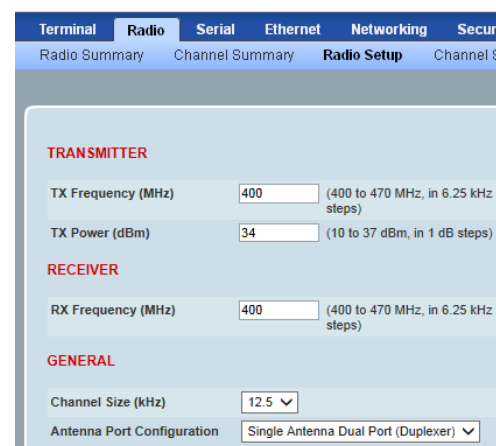 Terminal Radio Serial Ethernet Networking
Radio Summary Channel Summary Radio Setup Channel
TRANSMITTER
TX Frequency (MHz) 400 (400 to 470 MHz, in 6.25 kHz
steps)
TX Power (dBm) 34 (10 to 37 dBm, in 1 dB steps)
RECEIVER
RX Frequency (MHz) 400 (400 to 470 MHz, in 6.25 kHz
steps)
GENERAL
Channel Size (kHz) 12.5
Antenna Port Configuration Single Antenna Dual Port (Duplexer)